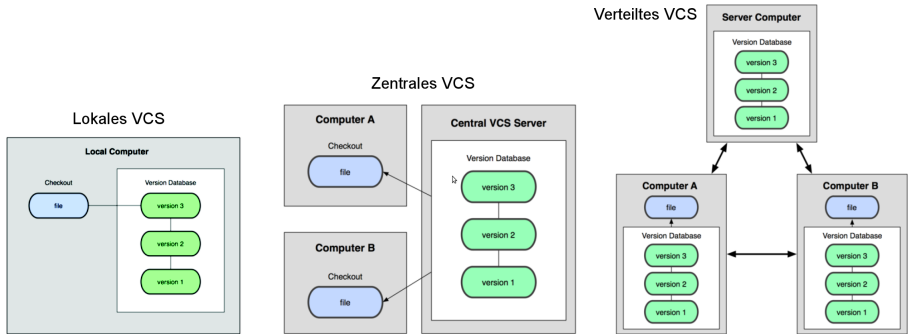 Lokales VCS
Local Computer
Checkout
file
Version Database
version 3
version 2
version 1
Zentrales VCS
Computer A
Checkout
file
Computer B
Checkout
file
Central VCS Server
Version Database
version 3
version 2
version 1
Verteiltes VCS
Server Computer
Version Database
version 3
version 2
version 1
Computer A
file
Version Database
version 3
version 2
version 1
Computer B
file
Version Database
version 3
version 2
version 1